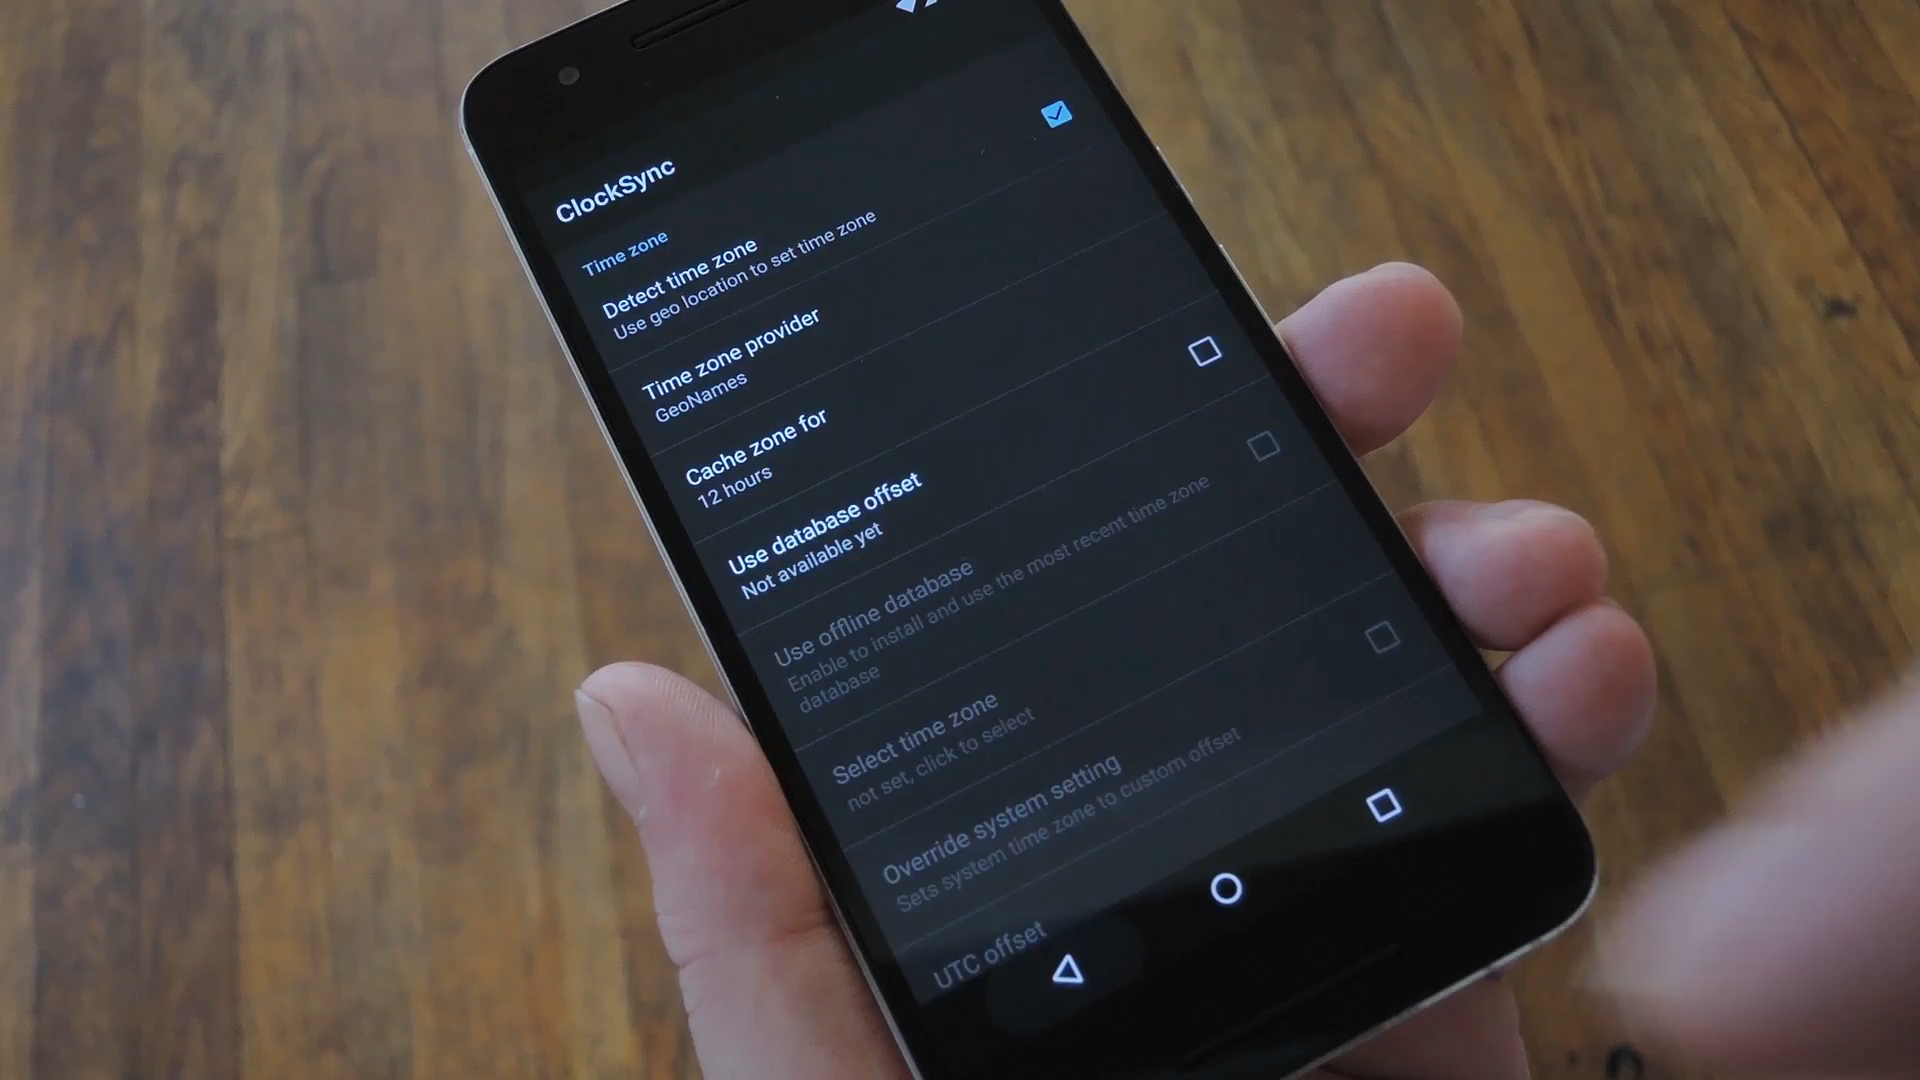 ClockSync
Time zone
Detect time zone
Use geo location to set time zone
Time zone provider
GeoNames
Cache zone for
12 hours
Use database offset
Not available yet
Use offline database
Enable to install and use the most recent time zone
database
Select time zone
not set, click to select
Override system setting
Sets system time zone to custom offset
UTC offset